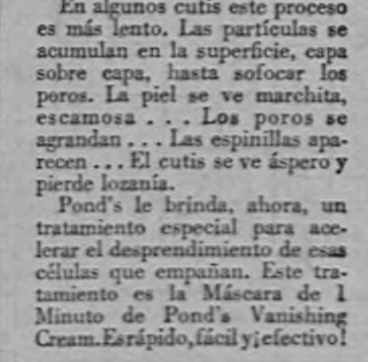 En algunos cutis este proceso
es más lento. Las partículas se
acumulan en la superficie, capa
sobre capa, hasta sofocar los
poros. La piel se ve marchita,
escamosa . . . Los poros se
agrandan . . . Las espinillas apa-
recen . . . El cutis se ve áspero y
pierde lozanía.
Pond's le brinda, ahora, un
tratamiento especial para ace-
lerar el desprendimiento de esas
células que empañan. Este tra-
tamiento es la Máscara de 1
Minuto de Pond's Vanishing
Cream. Es rápido, fácil y ¡efectivo!